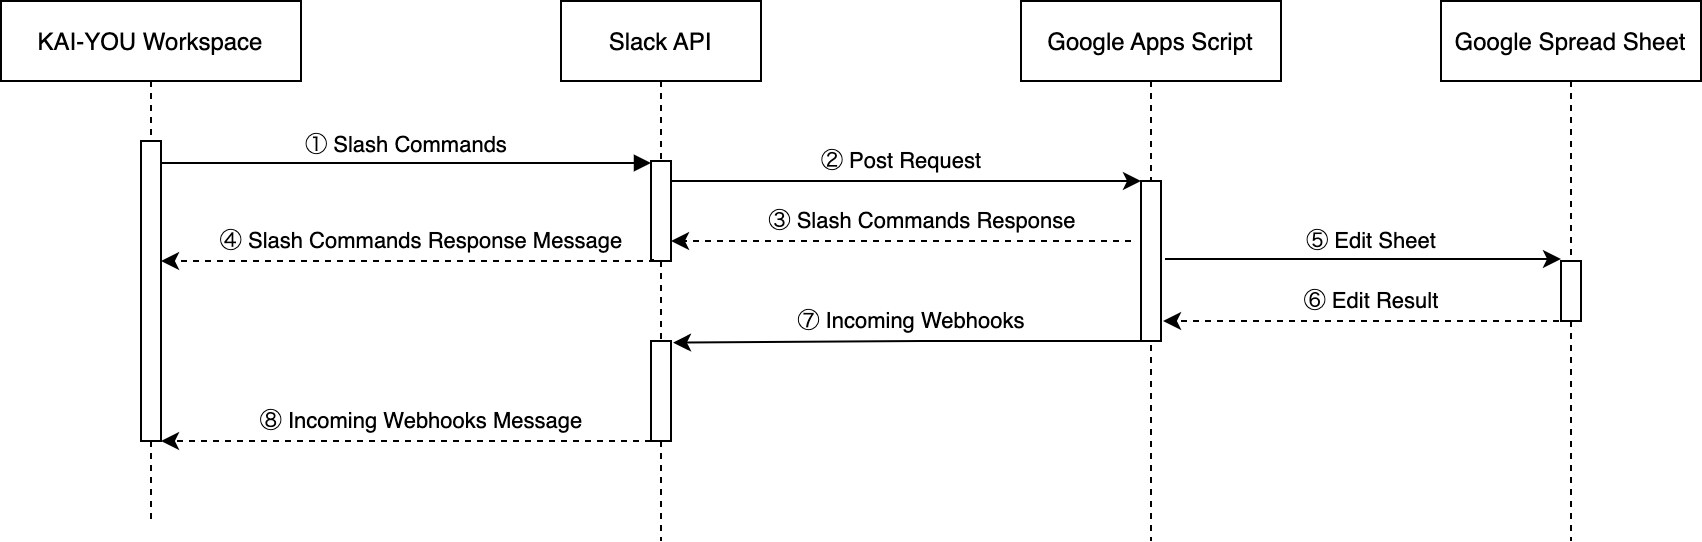 KAI-YOU Workspace
Slack API
Google Apps Script
Google Spread Sheet
① Slash Commands
② Post Request
③ Slash Commands Response
④ Slash Commands Response Message
⑤ Edit Sheet
⑥ Edit Result
⑦ Incoming Webhooks
⑧ Incoming Webhooks Message